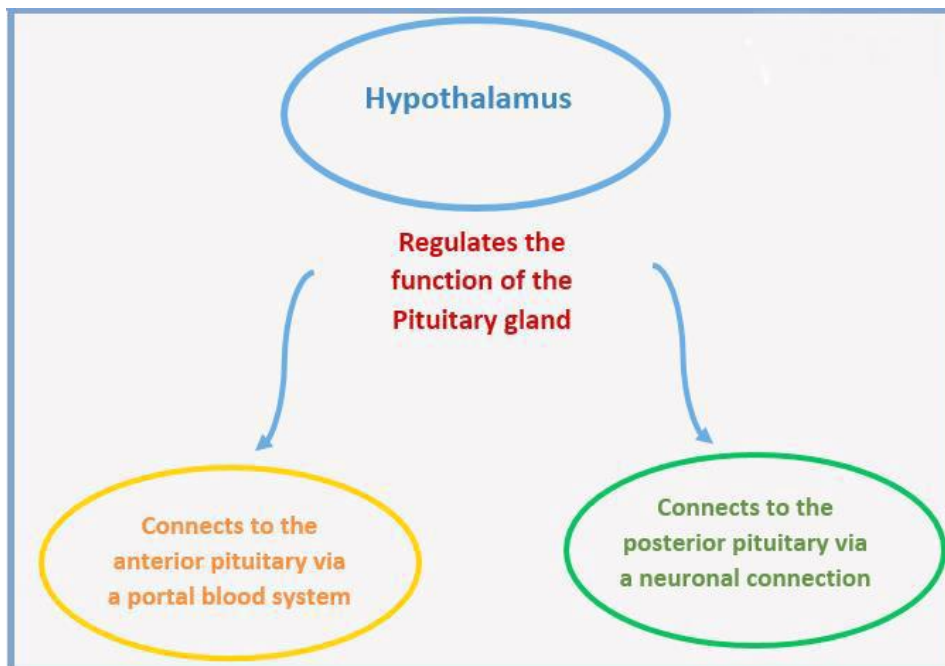 Hypothalamus
Regulates the
function of the
Pituitary gland
Connects to the
anterior pituitary via
a portal blood system
Connects to the
posterior pituitary via
a neuronal connection